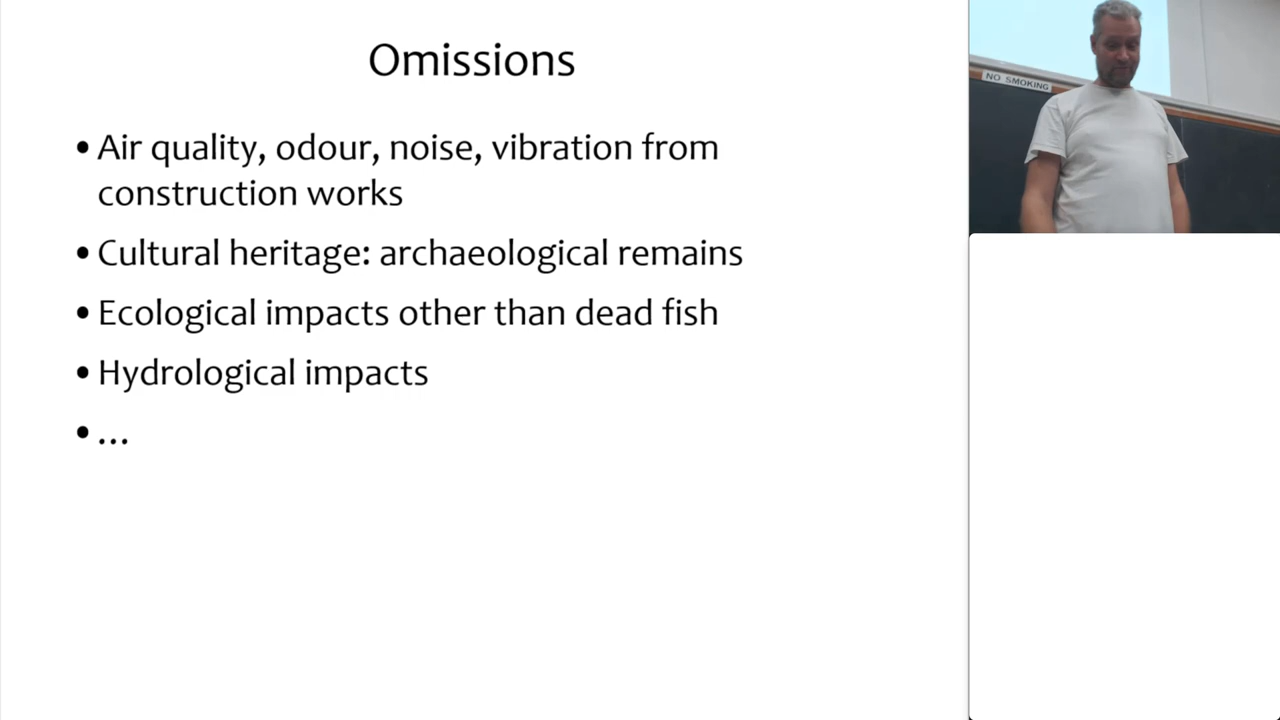 Omissions
• Air quality, odour, noise, vibration from
construction works
• Cultural heritage: archaeological remains
• Ecological impacts other than dead fish
• Hydrological impacts
• …
NO SMOKING